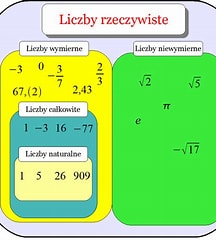 Liczby rzeczywiste
Liczby wymierne
Liczby niewymierne
−3 0 −3/7 2/3
67,(2) 2,43
√2 √5
π
e
−√17
Liczby całkowite
1 −3 16 −77
Liczby naturalne
1 5 26 909